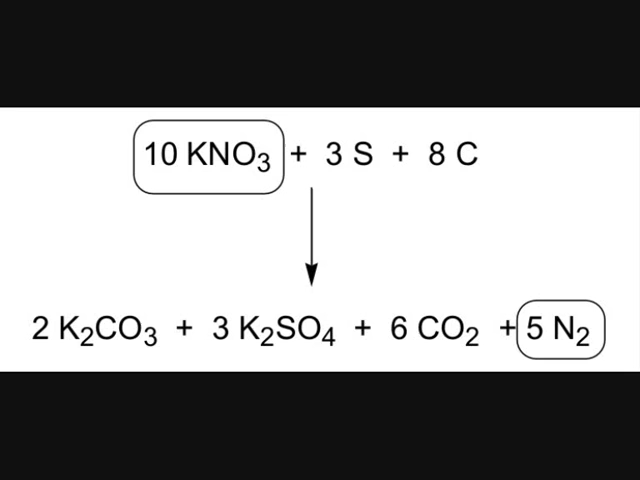 10 KNO₃ + 3 S + 8 C
2 K₂CO₃ + 3 K₂SO₄ + 6 CO₂ + 5 N₂